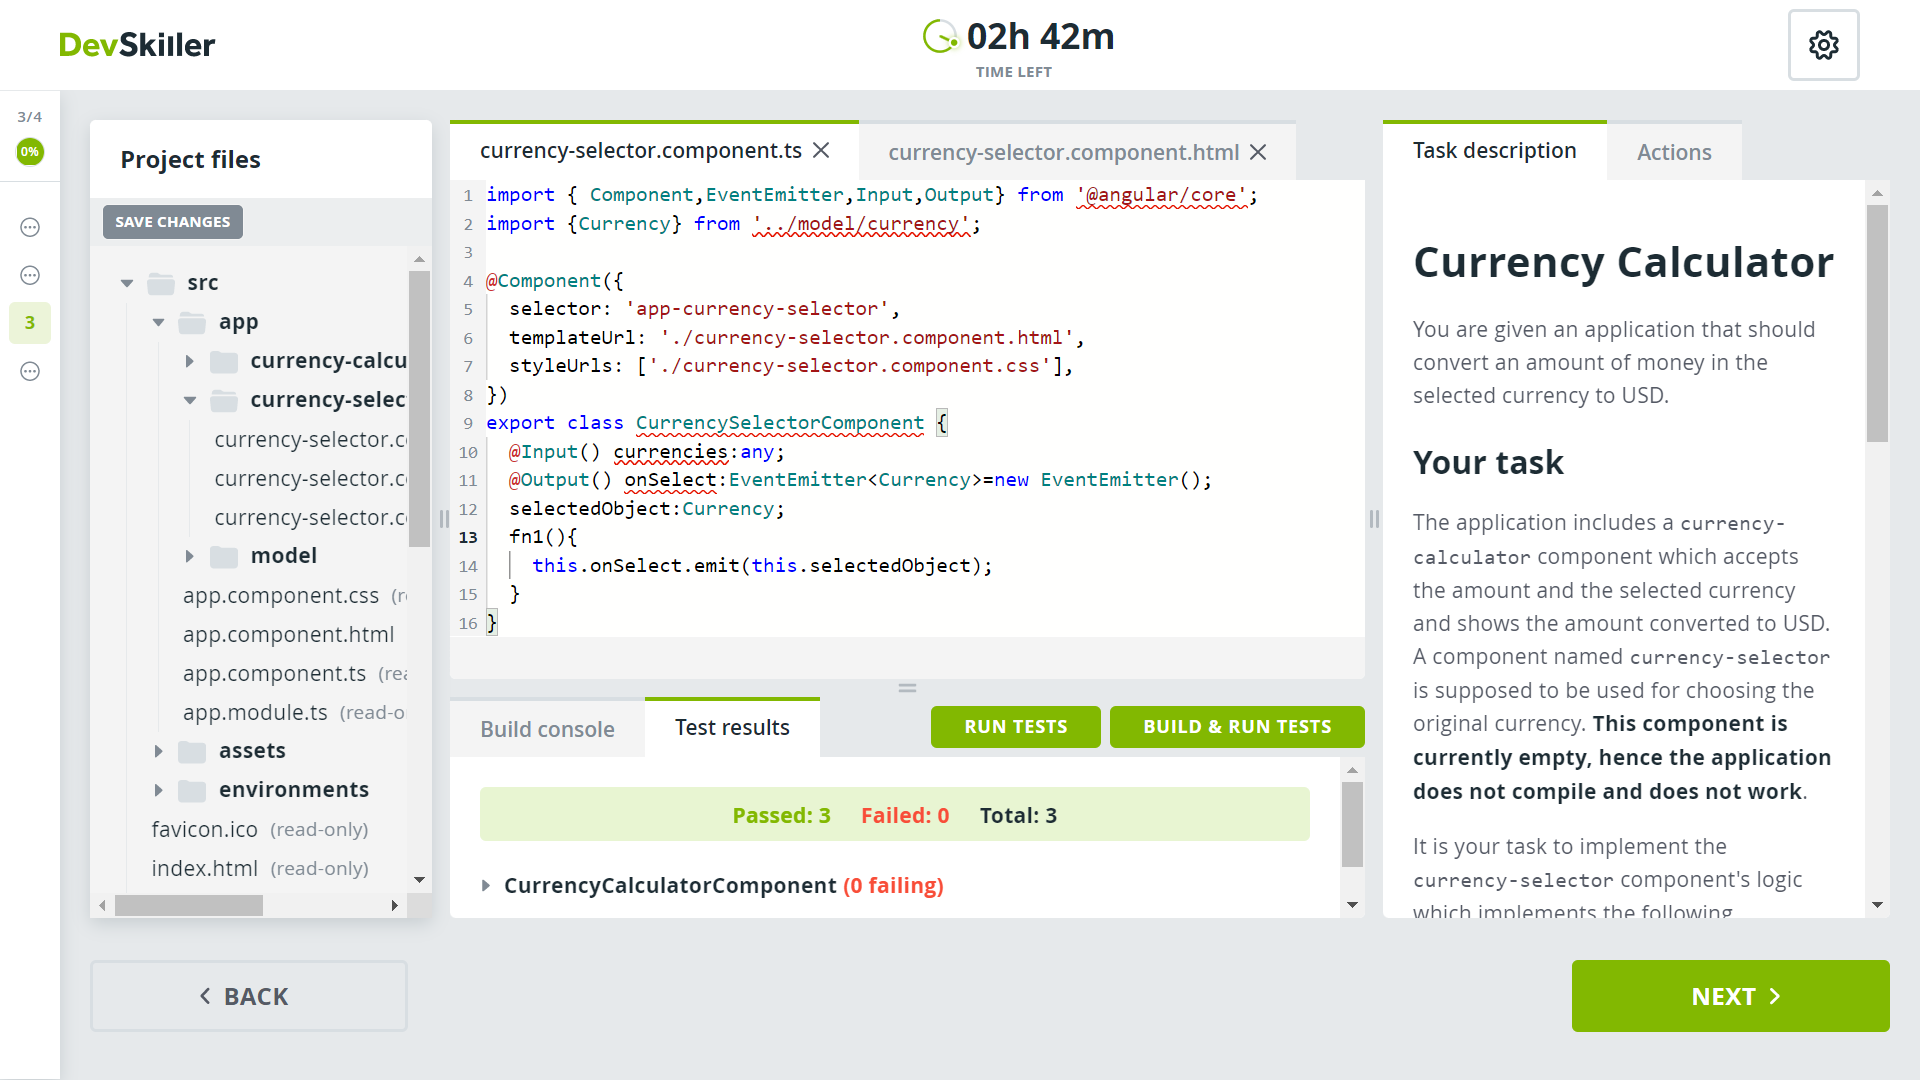 DevSkiller
02h 42m
TIME LEFT
3/4
0%
3
Project files
SAVE CHANGES
src
app
currency-calcu
currency-selec
currency-selector.c
currency-selector.c
currency-selector.c
model
app.component.css (r
app.component.html
app.component.ts (rea
app.module.ts (read-o
assets
environments
favicon.ico (read-only)
index.html (read-only)
currency-selector.component.ts
currency-selector.component.html
1 import { Component,EventEmitter,Input,Output} from '@angular/core';
2 import {Currency} from '../model/currency';
3
4 @Component({
5 selector: 'app-currency-selector',
6 templateUrl: './currency-selector.component.html',
7 styleUrls: ['./currency-selector.component.css'],
8 })
9 export class CurrencySelectorComponent {
10 @Input() currencies:any;
11 @Output() onSelect:EventEmitter<Currency>=new EventEmitter();
12 selectedObject:Currency;
13 fn1(){
14 this.onSelect.emit(this.selectedObject);
15 }
16 }
Build console
Test results
RUN TESTS
BUILD & RUN TESTS
Passed: 3 Failed: 0 Total: 3
CurrencyCalculatorComponent (0 failing)
Task description
Actions
Currency Calculator
You are given an application that should
convert an amount of money in the
selected currency to USD.
Your task
The application includes a currency-
calculator component which accepts
the amount and the selected currency
and shows the amount converted to USD.
A component named currency-selector
is supposed to be used for choosing the
original currency. This component is
currently empty, hence the application
does not compile and does not work.
It is your task to implement the
currency-selector component's logic
which implements the following
BACK
NEXT